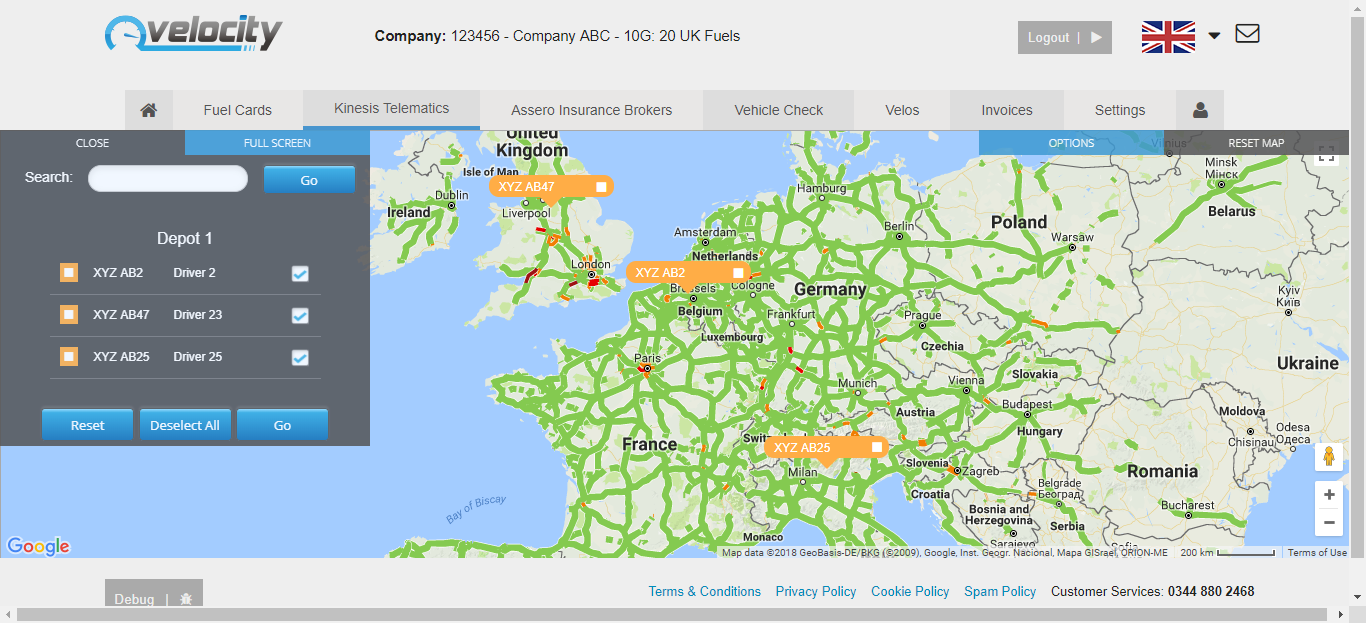 velocity
Company: 123456 - Company ABC - 10G: 20 UK Fuels
Logout |
Fuel Cards
Kinesis Telematics
Assero Insurance Brokers
Vehicle Check
Velos
Invoices
Settings
CLOSE
FULL SCREEN
OPTIONS
RESET MAP
Search:
Go
Depot 1
XYZ AB2 Driver 2
XYZ AB47 Driver 23
XYZ AB25 Driver 25
Reset
Deselect All
Go
United
Kingdom
Isle of Man
XYZ AB47
Dublin
Ireland
Liverpool
London
Hamburg
Amsterdam
Netherlands
Berlin
Poland
Warsaw
Vilnius
Minsk
Мінск
Belarus
XYZ AB2
Brussels
Cologne
Germany
Belgium
Frankfurt
Luxembourg
Prague
Czechia
Kyiv
Київ
Ukraine
Paris
Munich
Vienna
Slovakia
Austria
Budapest
Hungary
Moldova
Chisinau
Odesa
Одеса
France
XYZ AB25
Milan
Slovenia
Zagreb
Croatia
Romania
Belgrade
Београд
Bosnia and
Herzegovina
Serbia
Bucharest
Sarajevo
Sofia
Monaco
Bay of Biscay
Google
Map data ©2018 GeoBasis-DE/BKG (©2009), Google, Inst. Geogr. Nacional, Mapa GISrael, ORION-ME
200 km
Terms of Use
Debug |
Terms & Conditions
Privacy Policy
Cookie Policy
Spam Policy
Customer Services: 0344 880 2468